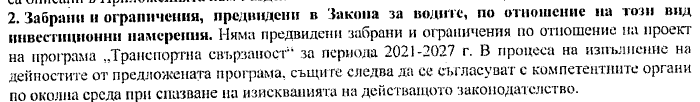 2. Забрани и ограничения, предвидени в Закона за водите, по отношение на този вид
инвестиционни намерения. Няма предвидени забрани и ограничения по отношение на проект
на програма „Транспортна свързаност“ за периода 2021-2027 г. В процеса на изпълнение на
дейностите от предложената програма, същите следва да се съгласуват с компетентните органи
по околна среда при спазване на изискванията на действащото законодателство.